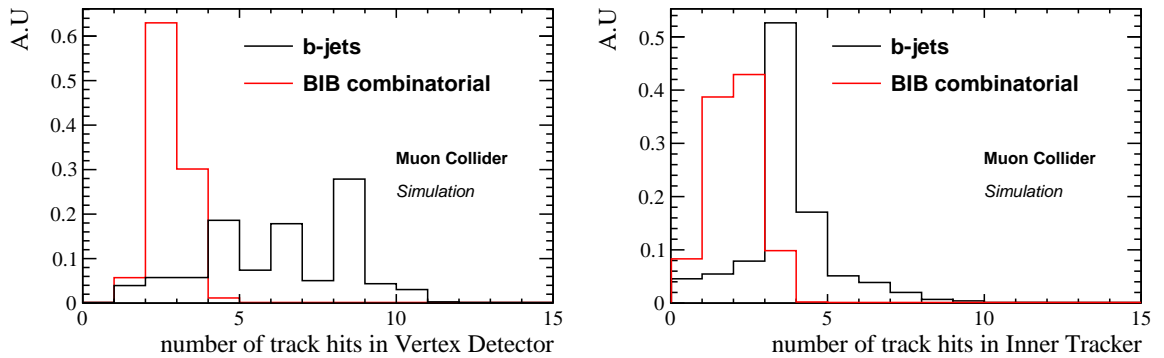 A.U
0.6
0.5
0.4
0.3
0.2
0.1
0
b-jets
BIB combinatorial
Muon Collider
Simulation
0 5 10 15
number of track hits in Vertex Detector
A.U
0.5
0.4
0.3
0.2
0.1
0
b-jets
BIB combinatorial
Muon Collider
Simulation
0 5 10 15
number of track hits in Inner Tracker